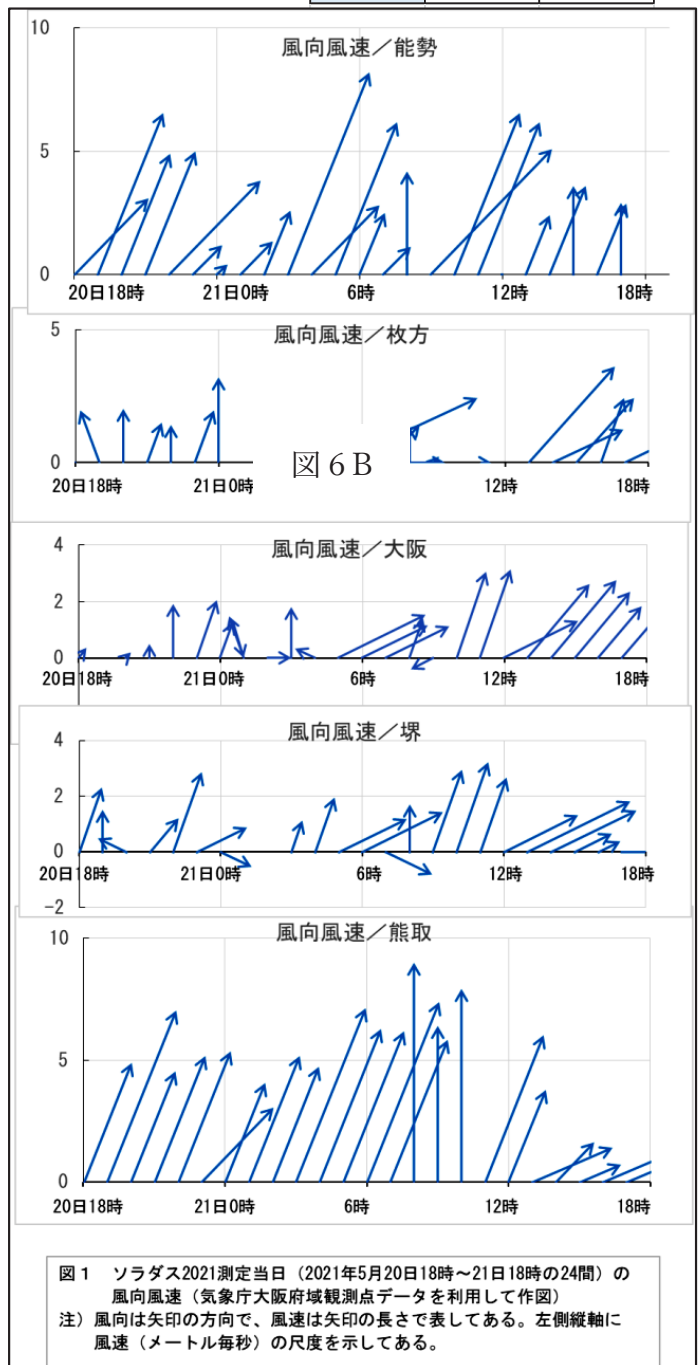 風向風速／能勢
10
5
0
20日18時 21日0時 6時 12時 18時
風向風速／枚方
5
0
図６B
20日18時 21日0時 12時 18時
風向風速／大阪
4
2
0
20日18時 21日0時 6時 12時 18時
風向風速／堺
4
2
0
20日18時 21日0時 6時 12時 18時
-2
風向風速／熊取
10
5
0
20日18時 21日0時 6時 12時 18時
図１　ソラダス2021測定当日（2021年5月20日18時～21日18時の24間）の
風向風速（気象庁大阪府域観測点データを利用して作図）
注）風向は矢印の方向で、風速は矢印の長さで表してある。左側縦軸に
風速（メートル毎秒）の尺度を示してある。